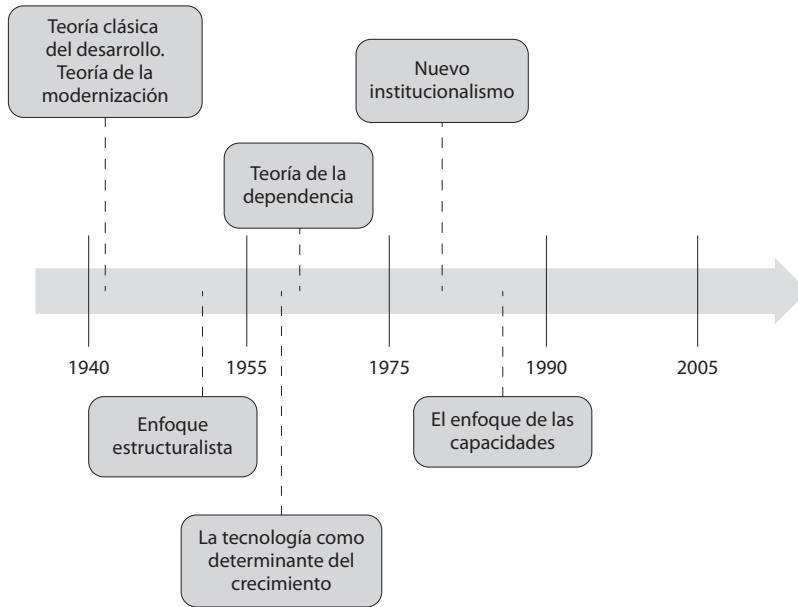 Teoría clásica
del desarrollo.
Teoría de la
modernización
Nuevo
institucionalismo
Teoría de la
dependencia
1940
1955
1975
1990
2005
Enfoque
estructuralista
El enfoque de las
capacidades
La tecnología como
determinante del
crecimiento